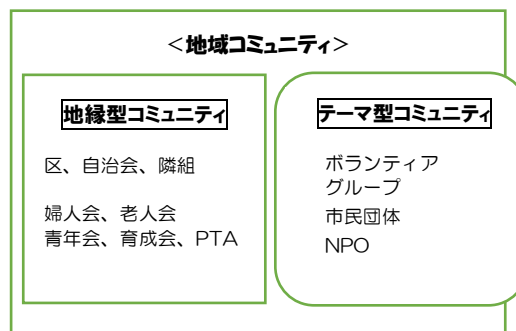 ＜地域コミュニティ＞
地縁型コミュニティ
区、自治会、隣組
婦人会、老人会
青年会、育成会、PTA
テーマ型コミュニティ
ボランティア
グループ
市民団体
NPO